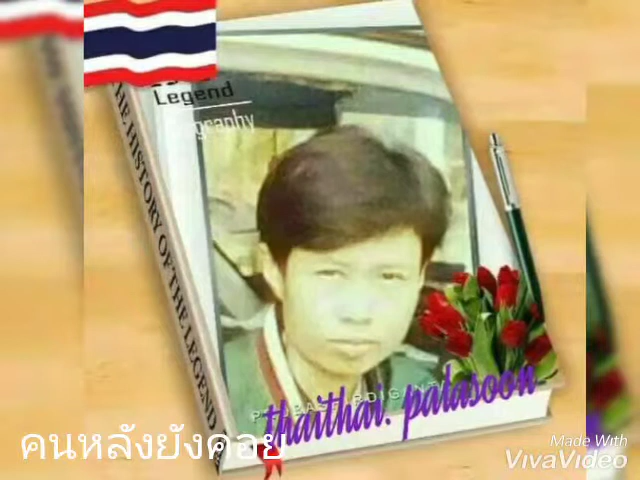 Legend
THE HISTORY OF THE LEGEND
thaithai. palasoon
คนหลังยังคอย
Made With
VivaVideo